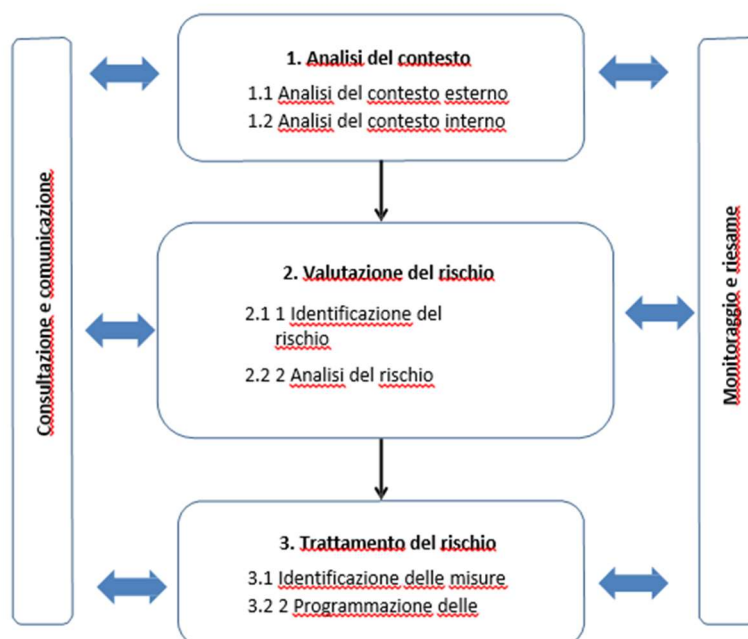 Consultazione e comunicazione
1. Analisi del contesto
1.1 Analisi del contesto esterno
1.2 Analisi del contesto interno
2. Valutazione del rischio
2.1 1 Identificazione del
rischio
2.2 2 Analisi del rischio
3. Trattamento del rischio
3.1 Identificazione delle misure
3.2 2 Programmazione delle
Monitoraggio e riesame